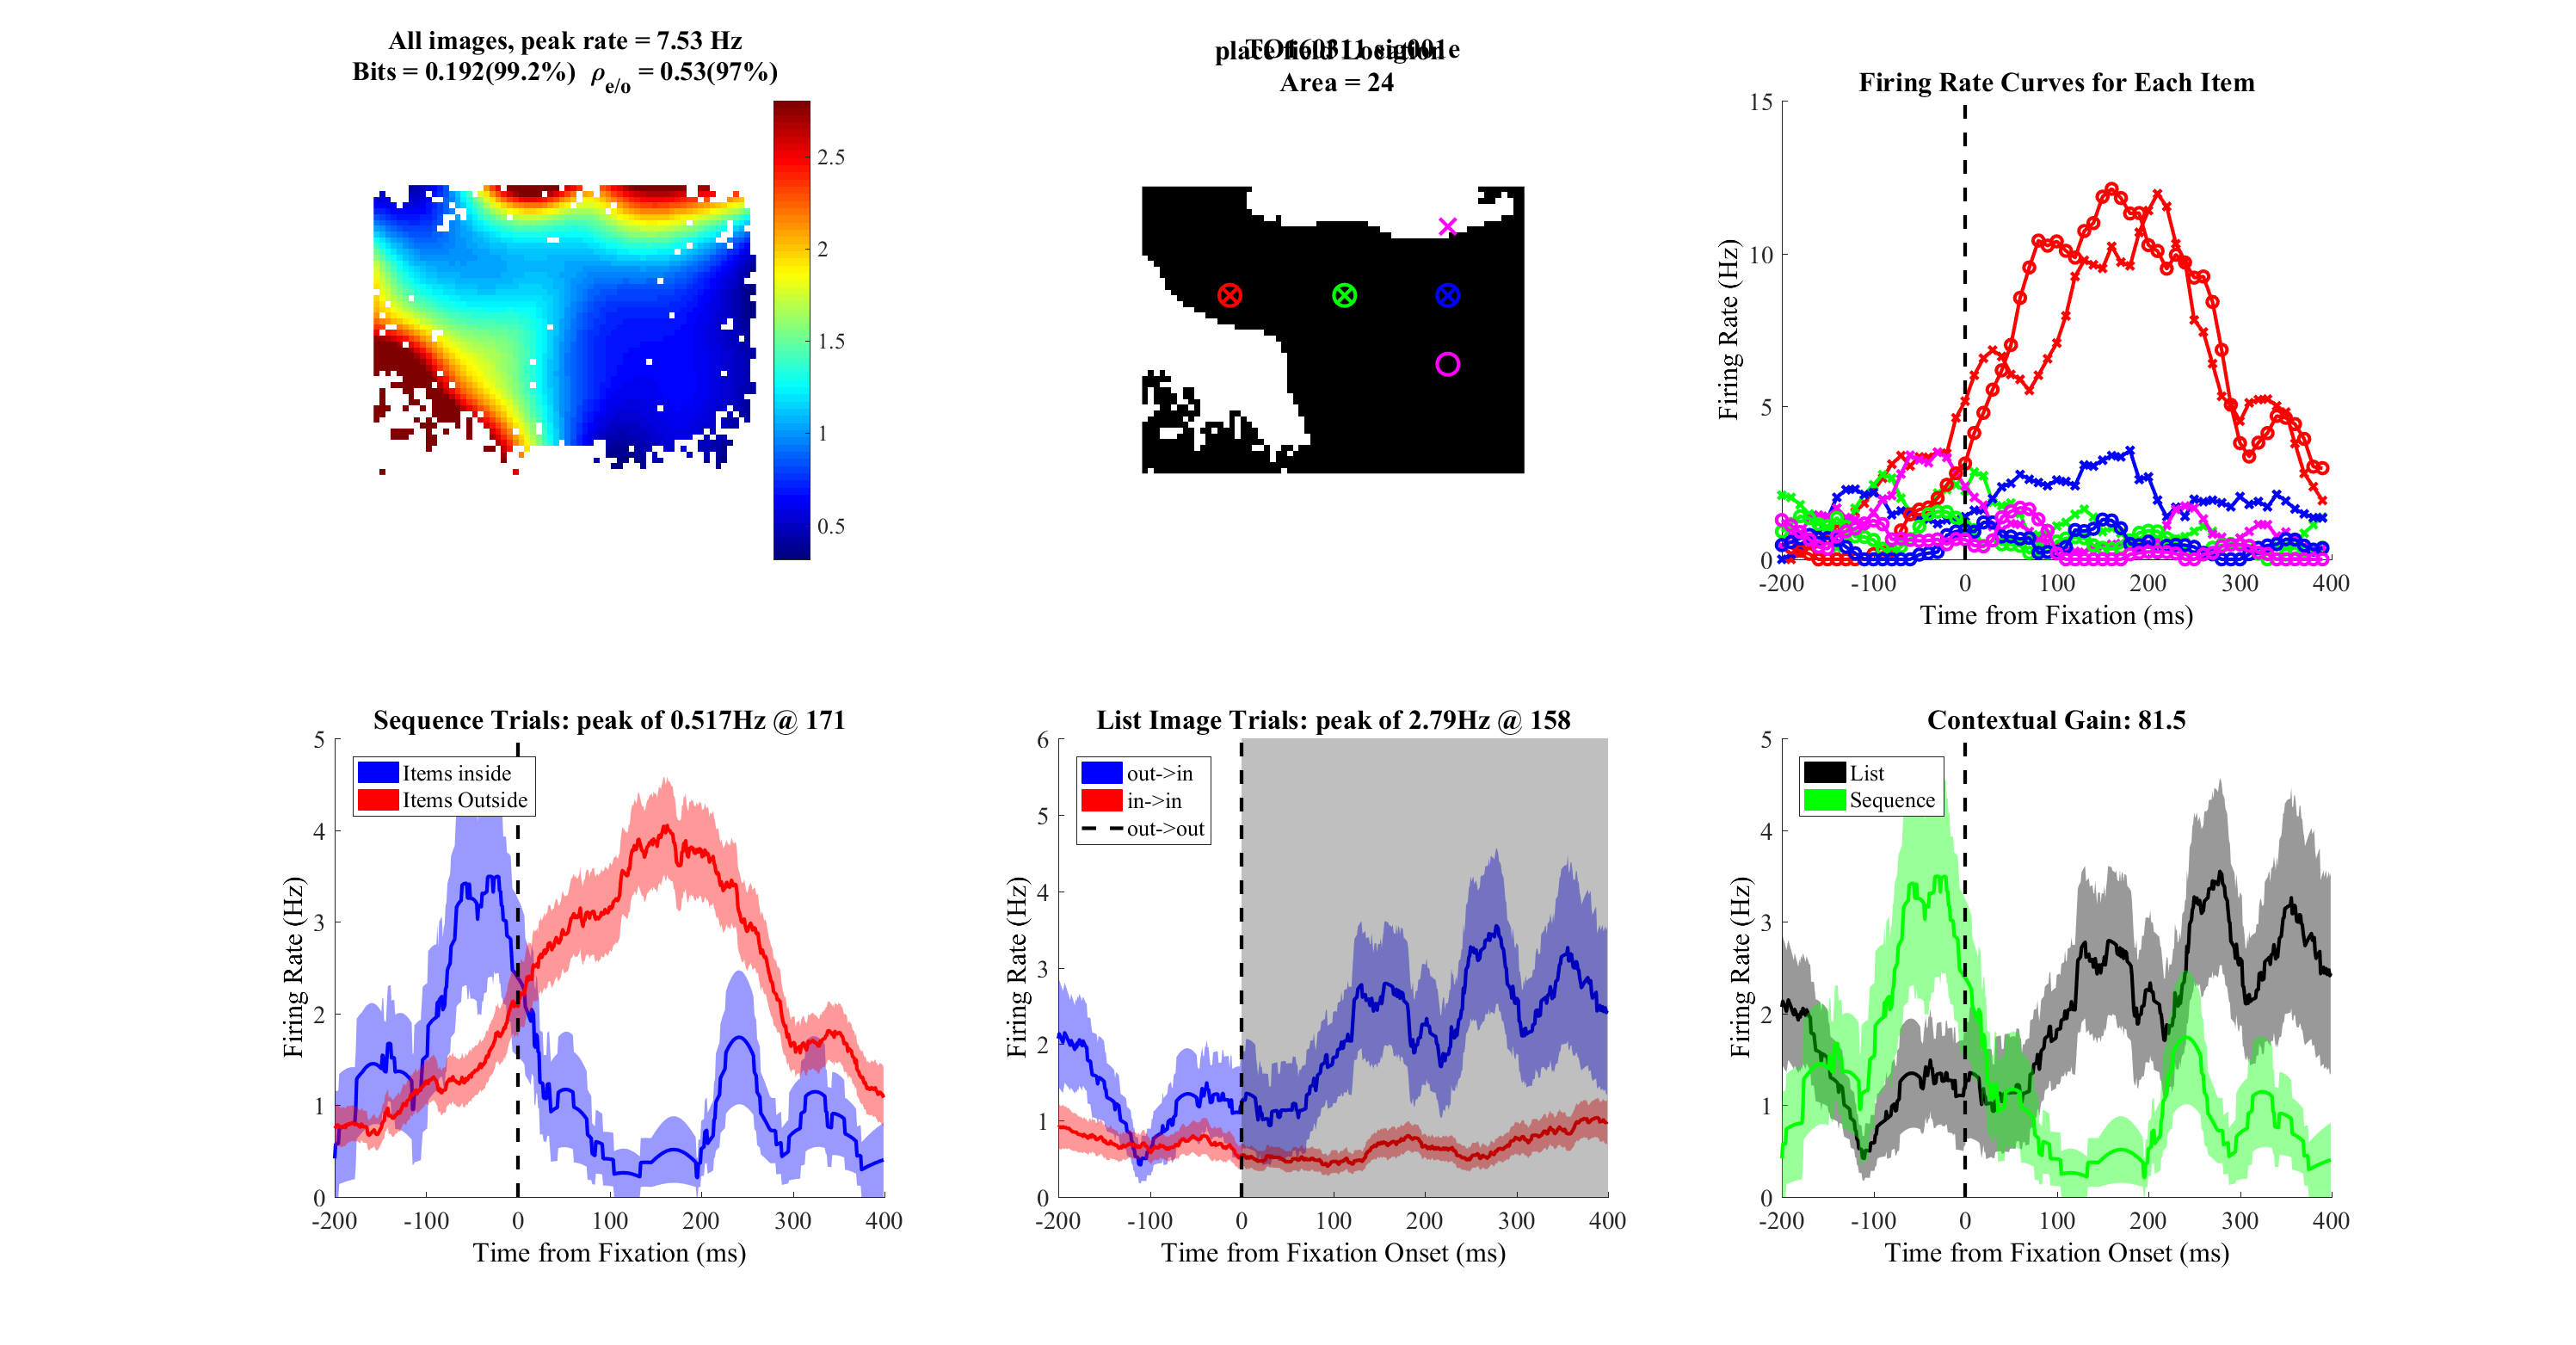 All images, peak rate = 7.53 Hz
Bits = 0.192(99.2%) ρe/o = 0.53(97%)
2.5
2
1.5
1
0.5
place field Location
Area = 24
Firing Rate Curves for Each Item
Firing Rate (Hz)
15
10
5
0
-200 -100 0 100 200 300 400
Time from Fixation (ms)
Sequence Trials: peak of 0.517Hz @ 171
Items inside
Items Outside
Firing Rate (Hz)
5
4
3
2
1
0
-200 -100 0 100 200 300 400
Time from Fixation (ms)
List Image Trials: peak of 2.79Hz @ 158
out->in
in->in
out->out
Firing Rate (Hz)
6
5
4
3
2
1
0
-200 -100 0 100 200 300 400
Time from Fixation Onset (ms)
Contextual Gain: 81.5
List
Sequence
Firing Rate (Hz)
5
4
3
2
1
0
-200 -100 0 100 200 300 400
Time from Fixation Onset (ms)